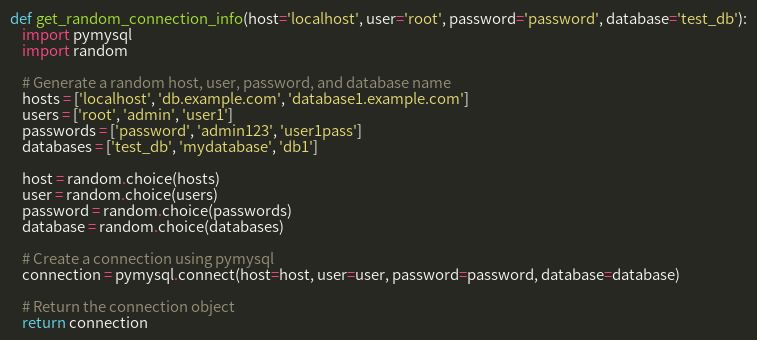 def get_random_connection_info(host='localhost', user='root', password='password', database='test_db'):
    import pymysql
    import random

    # Generate a random host, user, password, and database name
    hosts = ['localhost', 'db.example.com', 'database1.example.com']
    users = ['root', 'admin', 'user1']
    passwords = ['password', 'admin123', 'user1pass']
    databases = ['test_db', 'mydatabase', 'db1']

    host = random.choice(hosts)
    user = random.choice(users)
    password = random.choice(passwords)
    database = random.choice(databases)

    # Create a connection using pymysql
    connection = pymysql.connect(host=host, user=user, password=password, database=database)

    # Return the connection object
    return connection